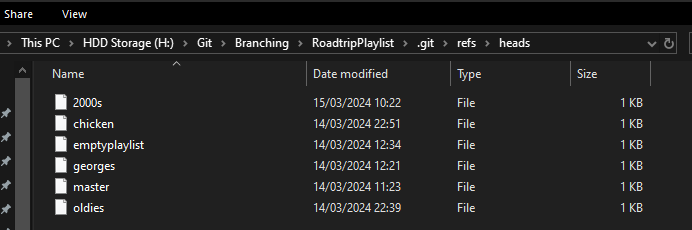 Share View
This PC > HDD Storage (H:) > Git > Branching > RoadtripPlaylist > .git > refs > heads
Name Date modified Type Size
2000s 15/03/2024 10:22 File 1 KB
chicken 14/03/2024 22:51 File 1 KB
emptyplaylist 14/03/2024 12:34 File 1 KB
georges 14/03/2024 12:21 File 1 KB
master 14/03/2024 11:23 File 1 KB
oldies 14/03/2024 22:39 File 1 KB